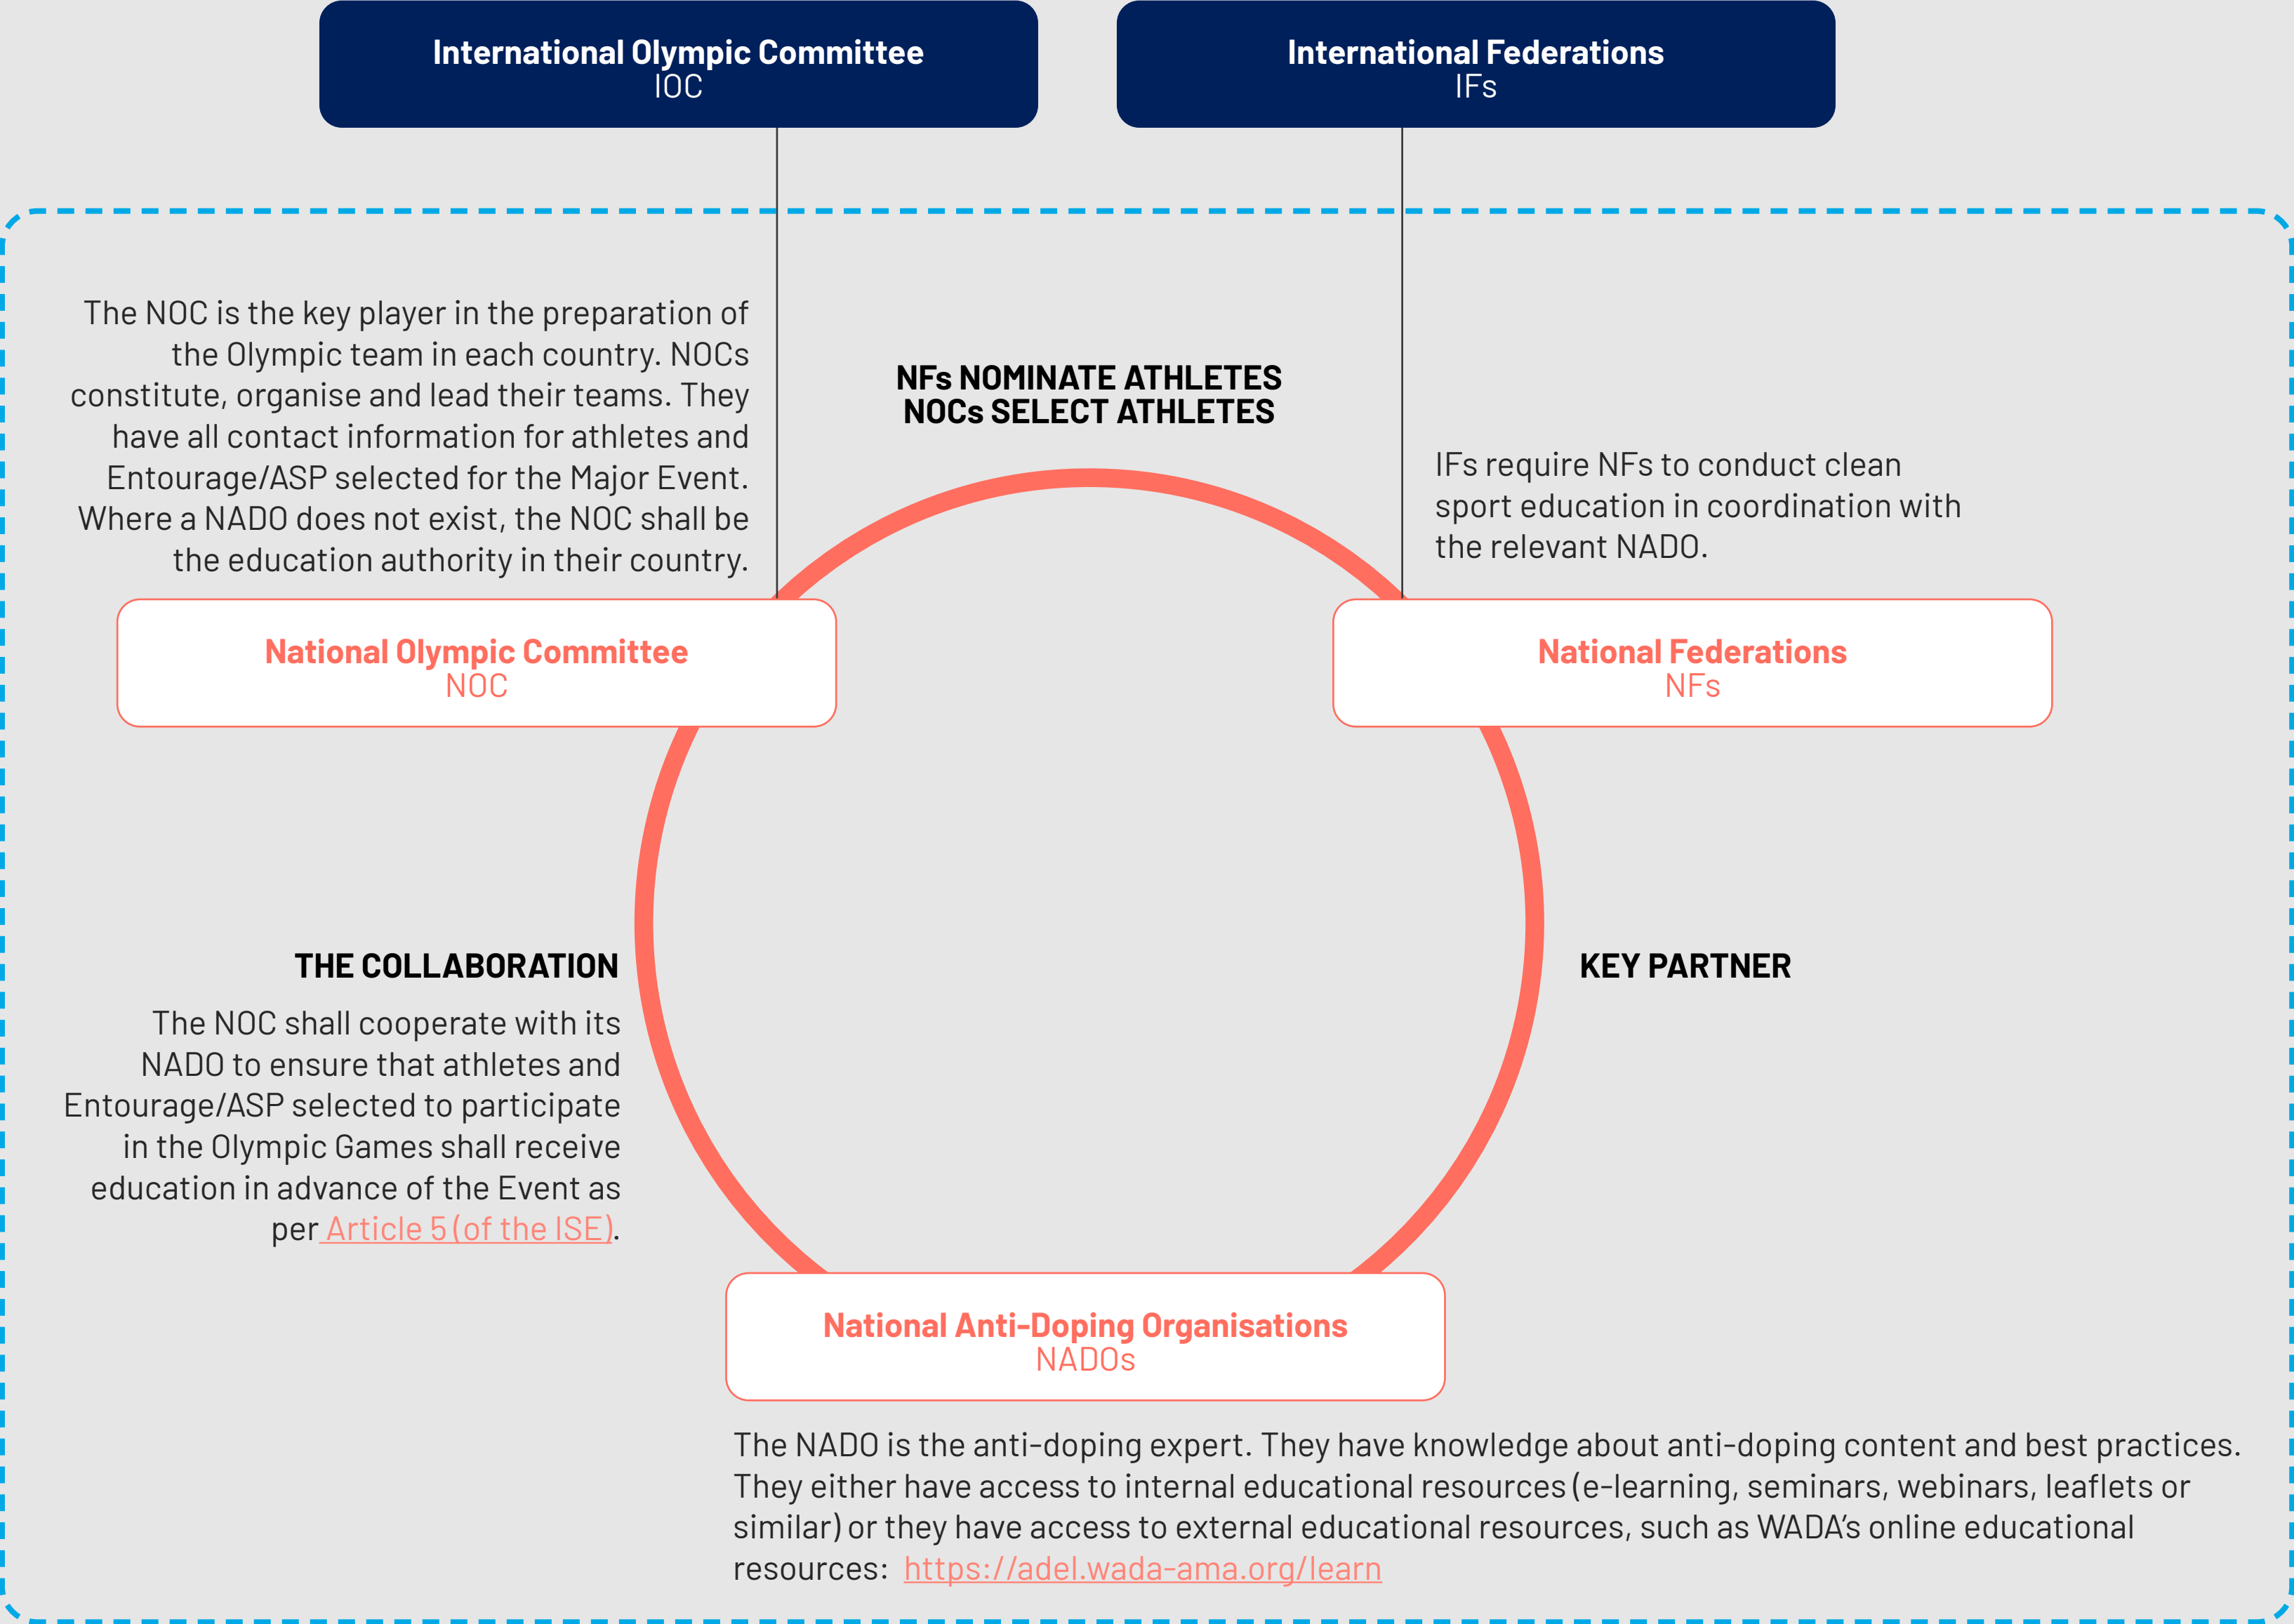 International Olympic Committee
IOC
International Federations
IFs
The NOC is the key player in the preparation of
the Olympic team in each country. NOCs
constitute, organise and lead their teams. They
have all contact information for athletes and
Entourage/ASP selected for the Major Event.
Where a NADO does not exist, the NOC shall be
the education authority in their country.
NFs NOMINATE ATHLETES
NOCs SELECT ATHLETES
IFs require NFs to conduct clean
sport education in coordination with
the relevant NADO.
National Olympic Committee
NOC
National Federations
NFs
THE COLLABORATION
The NOC shall cooperate with its
NADO to ensure that athletes and
Entourage/ASP selected to participate
in the Olympic Games shall receive
education in advance of the Event as
per Article 5 (of the ISE).
KEY PARTNER
National Anti-Doping Organisations
NADOs
The NADO is the anti-doping expert. They have knowledge about anti-doping content and best practices.
They either have access to internal educational resources (e-learning, seminars, webinars, leaflets or
similar) or they have access to external educational resources, such as WADA’s online educational
resources: https://adel.wada-ama.org/learn